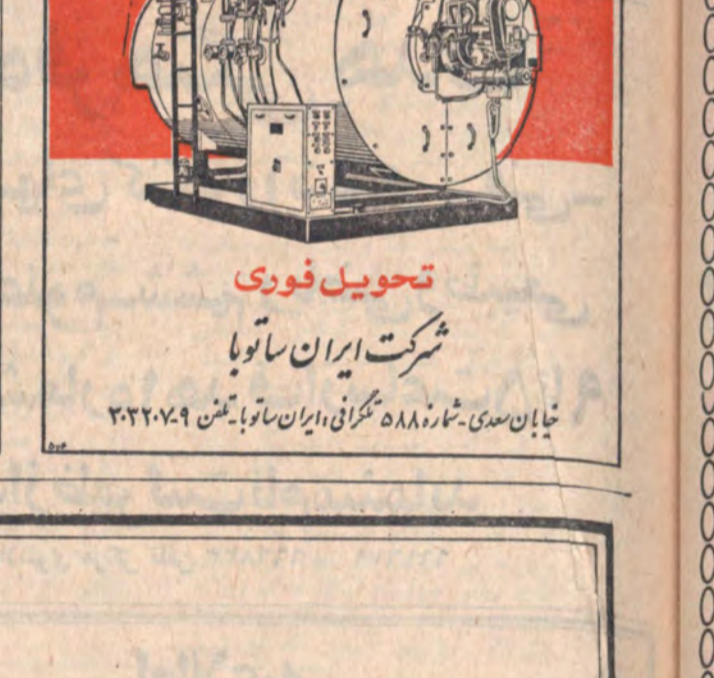 تحویل فوری
شرکت ایران ساتوبا
خیابان سعدی - شماره ۵۸۸ تلگرافی، ایران ساتوبا - تلفن ۹-۳۰۳۲۰۷